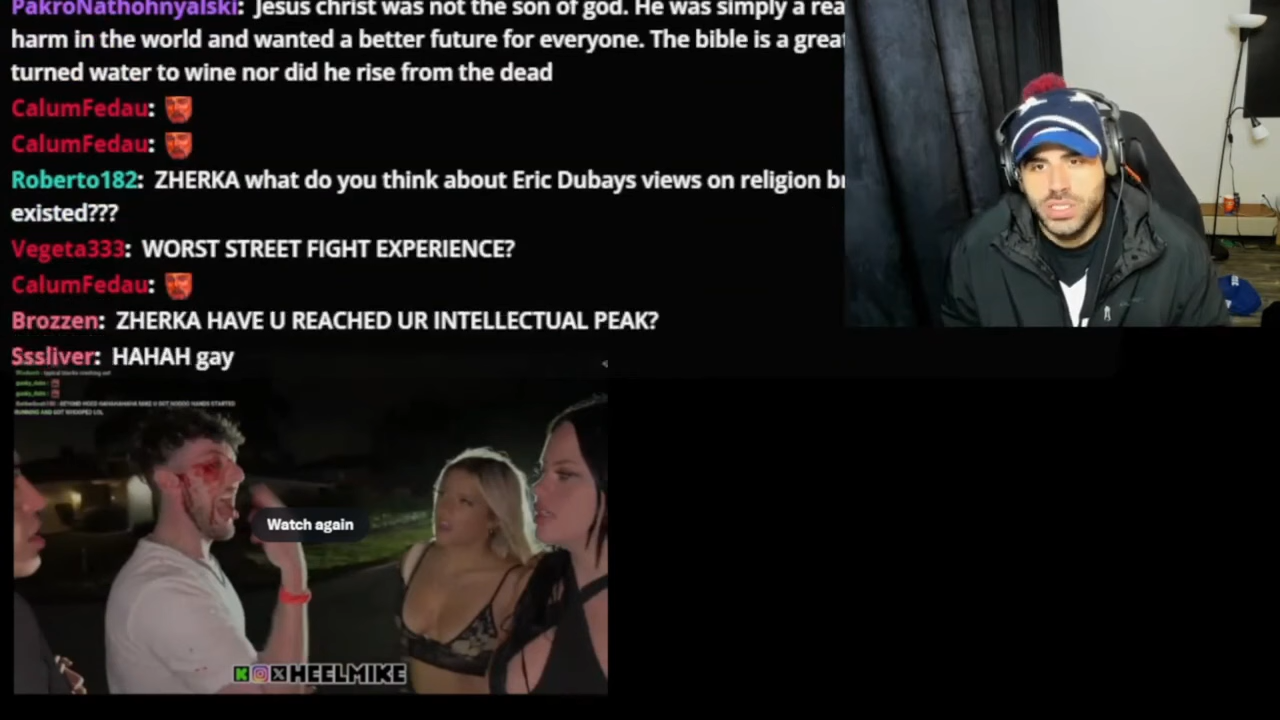 PakroNathohnyalski: Jesus christ was not the son of god. He was simply a rea
harm in the world and wanted a better future for everyone. The bible is a great
turned water to wine nor did he rise from the dead
CalumFedau:
CalumFedau:
Roberto182: ZHERKA what do you think about Eric Dubays views on religion br
existed???
Vegeta333: WORST STREET FIGHT EXPERIENCE?
CalumFedau:
Brozzen: ZHERKA HAVE U REACHED UR INTELLECTUAL PEAK?
Sssliver: HAHAH gay
Watch again
HEELMIKE